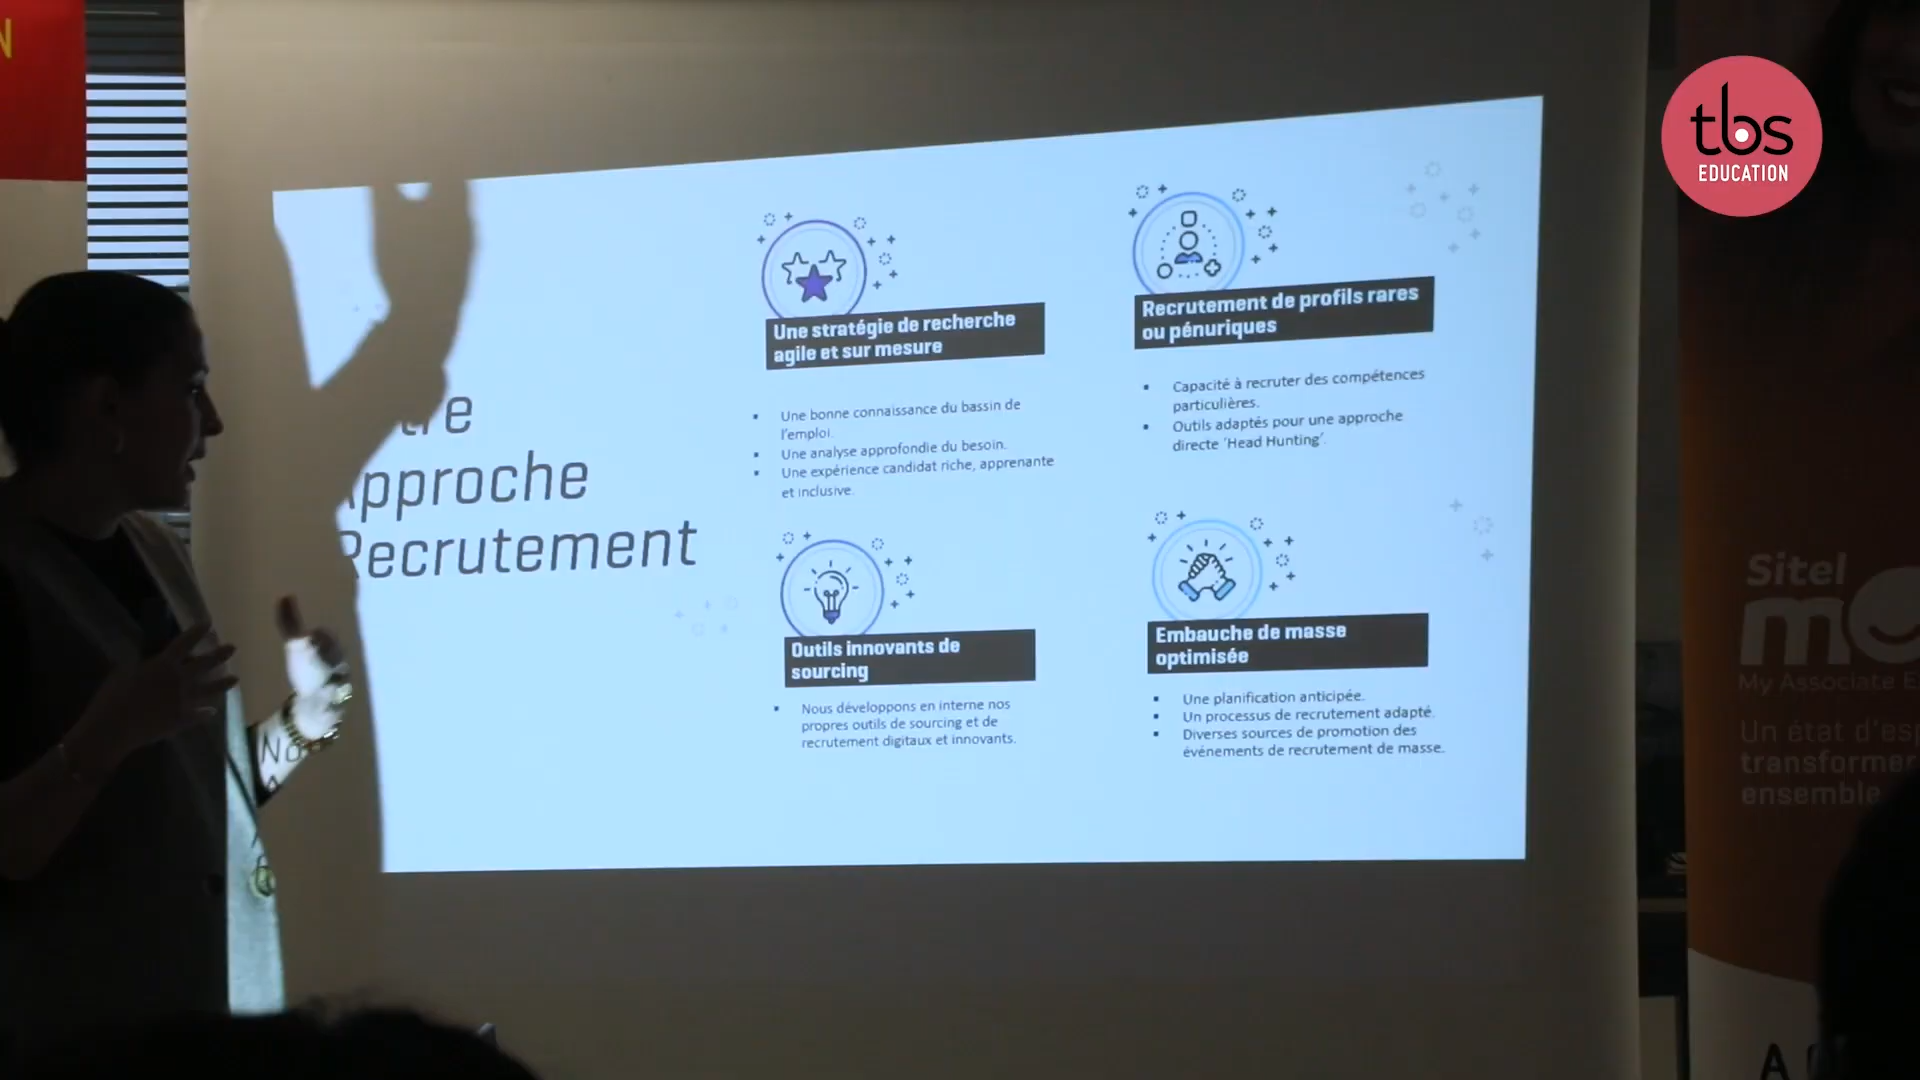 N
tbs
EDUCATION
pproche
Recrutement
No
Une stratégie de recherche
agile et sur mesure
Une bonne connaissance du bassin de
l'emploi.
Une analyse approfondie du besoin.
Une expérience candidat riche, apprenante
et inclusive.
Recrutement de profils rares
ou pénuriques
Capacité à recruter des compétences
particulières.
Outils adaptés pour une approche
directe ‘Head Hunting’.
Outils innovants de
sourcing
Nous développons en interne nos
propres outils de sourcing et de
recrutement digitaux et innovants.
Embauche de masse
optimisée
Une planification anticipée.
Un processus de recrutement adapté.
Diverses sources de promotion des
événements de recrutement de masse.
Sitel
My Associate E
Un état d'esp
transformer
ensemble
A